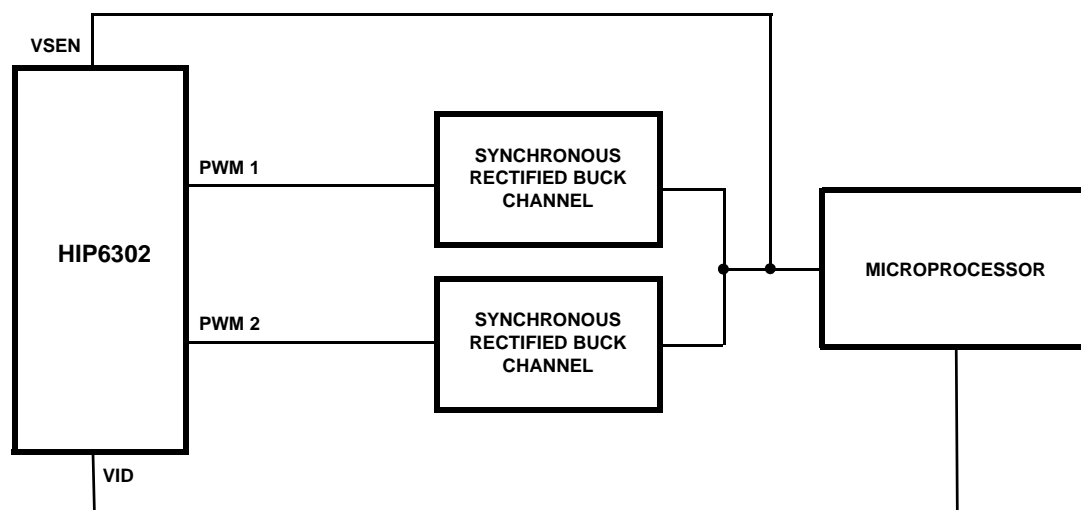 VSEN
PWM 1
SYNCHRONOUS
RECTIFIED BUCK
CHANNEL
HIP6302
MICROPROCESSOR
PWM 2
SYNCHRONOUS
RECTIFIED BUCK
CHANNEL
VID